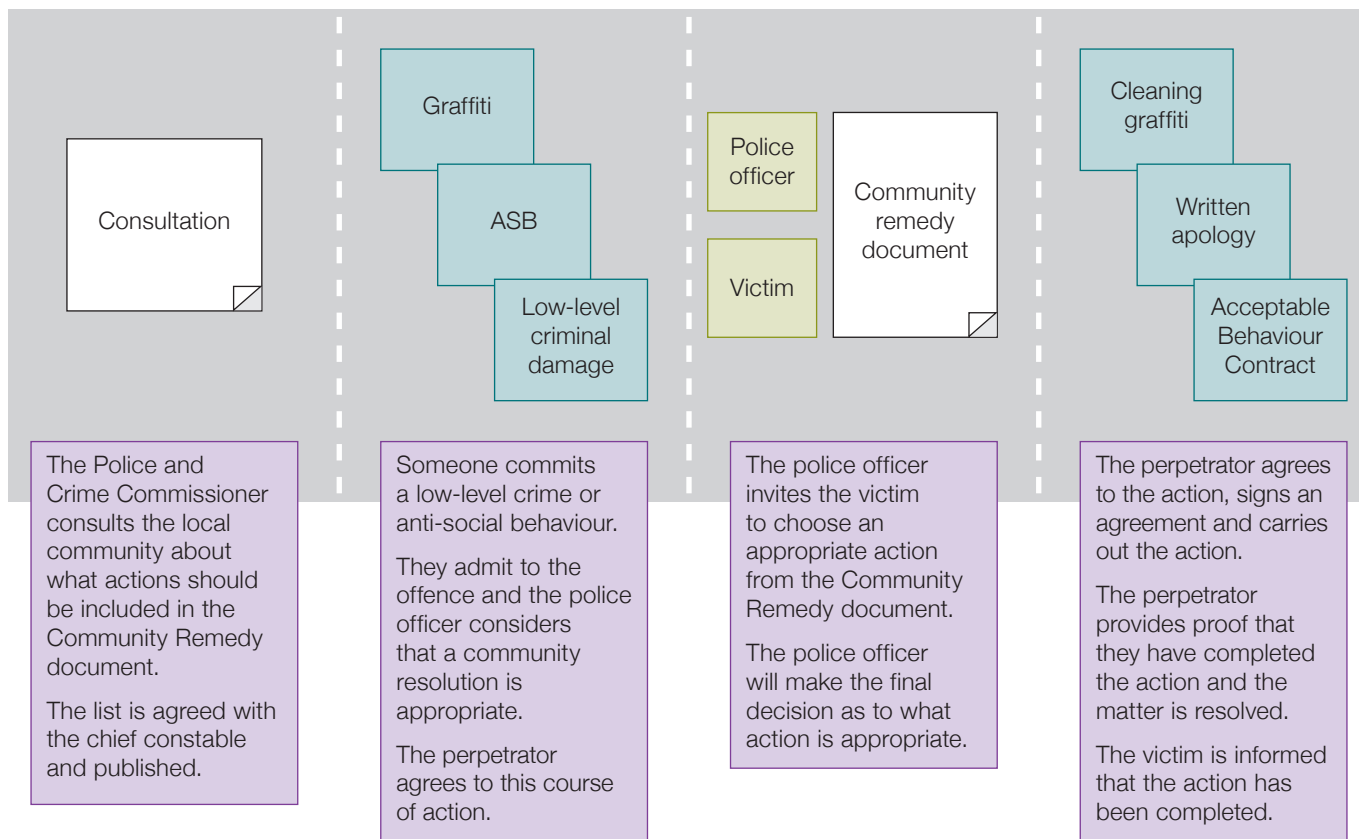 Consultation
The Police and
Crime Commissioner
consults the local
community about
what actions should
be included in the
Community Remedy
document.
The list is agreed with
the chief constable
and published.
Graffiti
ASB
Low-level
criminal
damage
Someone commits
a low-level crime or
anti-social behaviour.
They admit to the
offence and the police
officer considers
that a community
resolution is
appropriate.
The perpetrator
agrees to this course
of action.
Police
officer
Victim
Community
remedy
document
The police officer
invites the victim
to choose an
appropriate action
from the Community
Remedy document.
The police officer
will make the final
decision as to what
action is appropriate.
Cleaning
graffiti
Written
apology
Acceptable
Behaviour
Contract
The perpetrator agrees
to the action, signs an
agreement and carries
out the action.
The perpetrator
provides proof that
they have completed
the action and the
matter is resolved.
The victim is informed
that the action has
been completed.